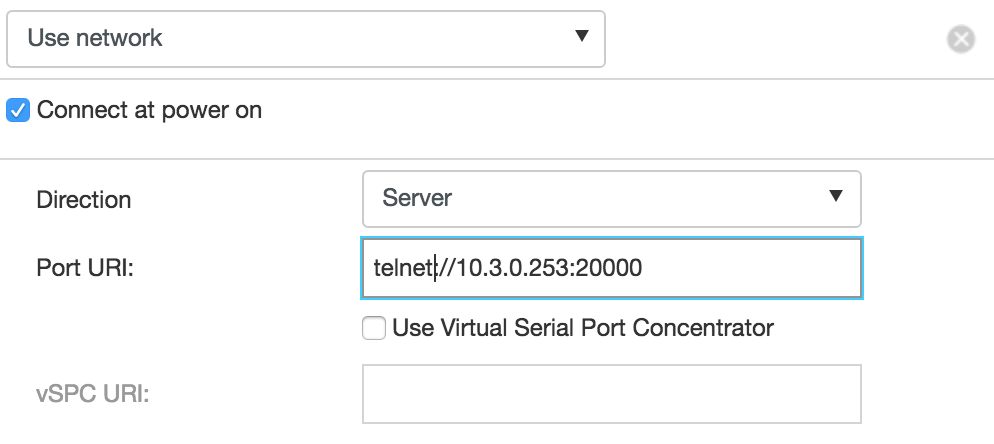 Use network
Connect at power on
Direction
Server
Port URI:
telnet://10.3.0.253:20000
Use Virtual Serial Port Concentrator
vSPC URI: